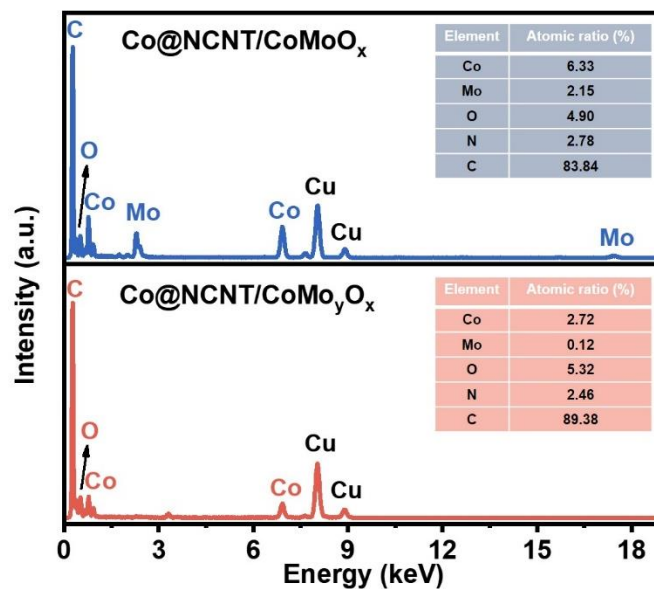 Co@NCNT/CoMoOx
C
O
Co
Mo
Co
Cu
Cu
Mo
Element Atomic ratio (%)
Co 6.33
Mo 2.15
O 4.90
N 2.78
C 83.84
Co@NCNT/CoMoyOx
C
O
Co
Co
Cu
Cu
Element Atomic ratio (%)
Co 2.72
Mo 0.12
O 5.32
N 2.46
C 89.38
Intensity (a.u.)
0 3 6 9 12 15 18
Energy (keV)